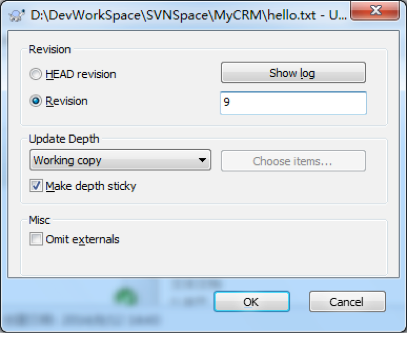 D:\DevWorkSpace\SVNSpace\MyCRM\hello.txt - U...
Revision
HEAD revision
Show log
Revision
9
Update Depth
Working copy
Choose items...
Make depth sticky
Misc
Omit externals
OK
Cancel